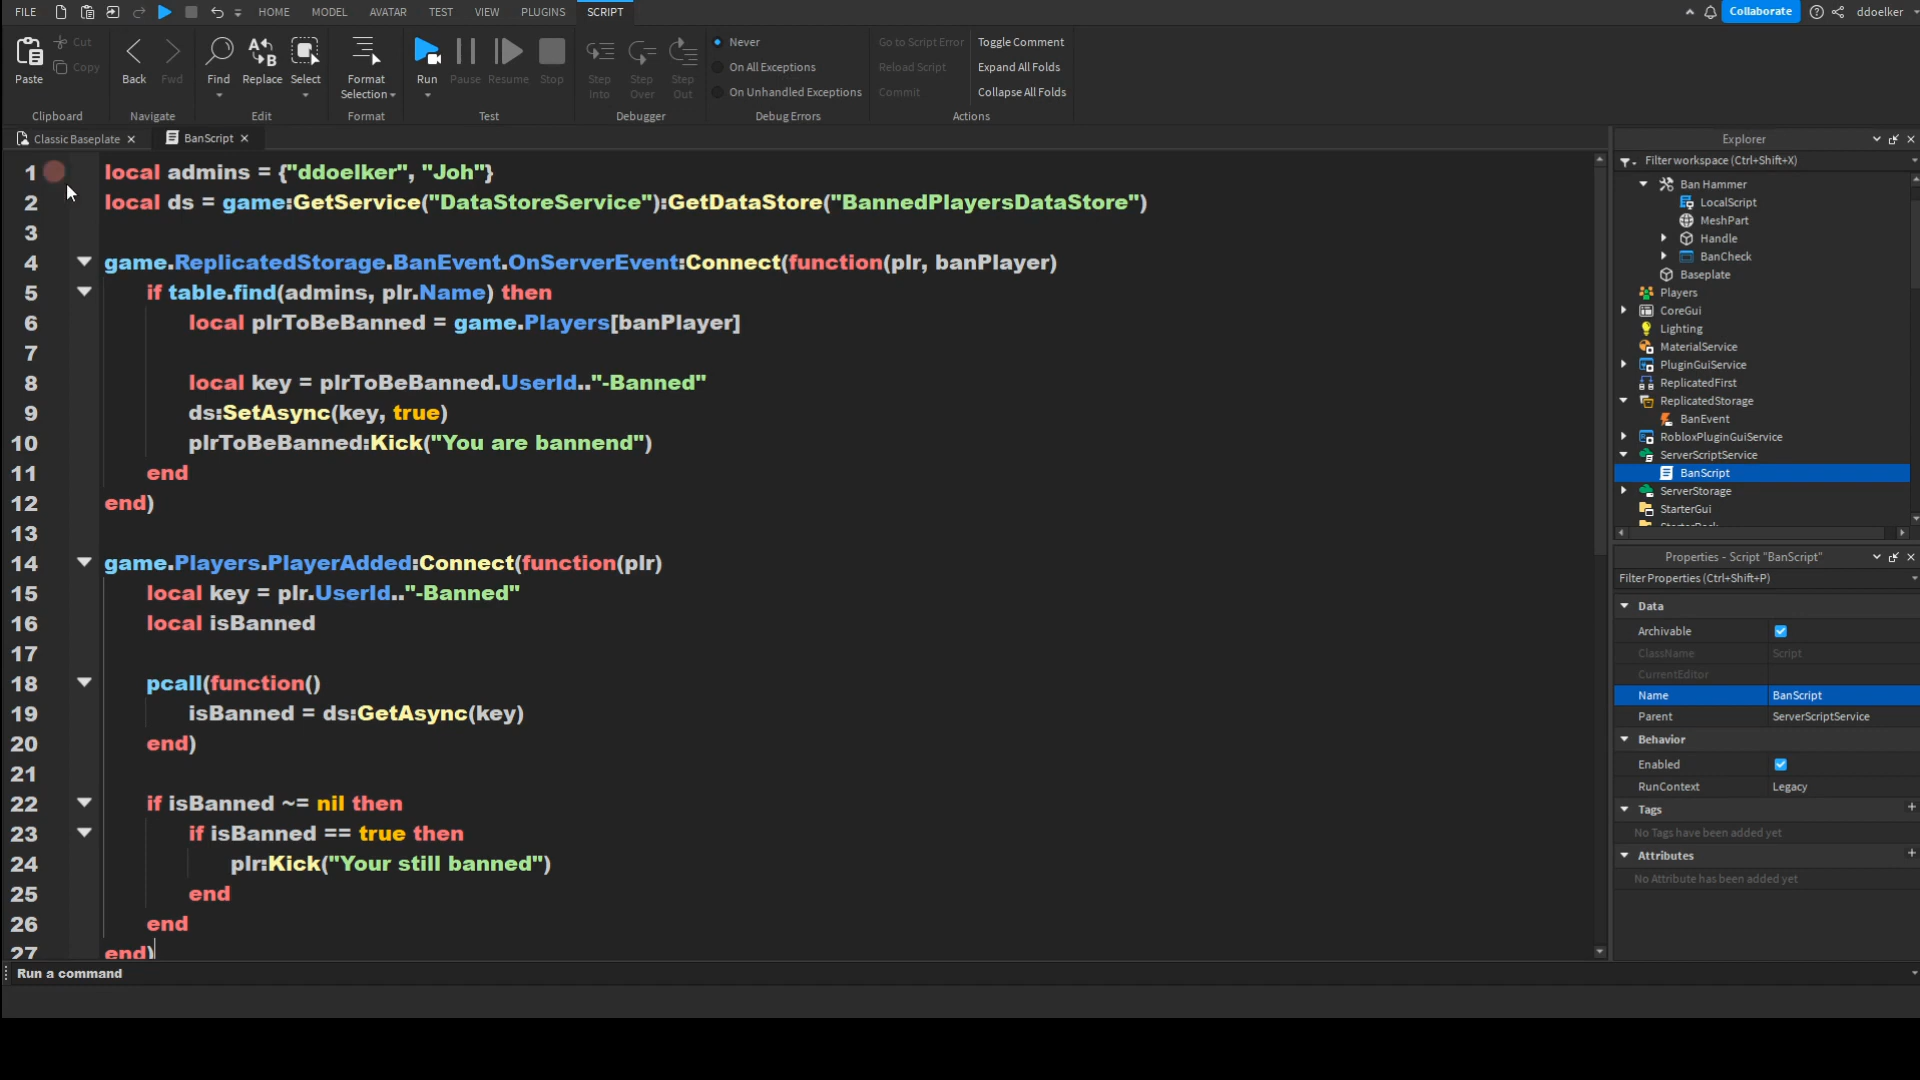 FILE HOME MODEL AVATAR TEST VIEW PLUGINS SCRIPT Collaborate ddoelker
Paste Cut Copy Back Fwd Find Replace Select Format Selection Run Pause Resume Stop Step Into Step Over Step Out
Never
On All Exceptions
On Unhandled Exceptions
Go to Script Error
Reload Script
Commit
Toggle Comment
Expand All Folds
Collapse All Folds
Clipboard Navigate Edit Format Test Debugger Debug Errors Actions
Classic Baseplate BanScript
1 local admins = {"ddoelker", "Joh"}
2 local ds = game:GetService("DataStoreService"):GetDataStore("BannedPlayersDataStore")
3
4 game.ReplicatedStorage.BanEvent.OnServerEvent:Connect(function(plr, banPlayer)
5 if table.find(admins, plr.Name) then
6 local plrToBeBanned = game.Players[banPlayer]
7
8 local key = plrToBeBanned.UserId.."-Banned"
9 ds:SetAsync(key, true)
10 plrToBeBanned:Kick("You are bannend")
11 end
12 end)
13
14 game.Players.PlayerAdded:Connect(function(plr)
15 local key = plr.UserId.."-Banned"
16 local isBanned
17
18 pcall(function()
19 isBanned = ds:GetAsync(key)
20 end)
21
22 if isBanned ~= nil then
23 if isBanned == true then
24 plr:Kick("Your still banned")
25 end
26 end
27 end)
Run a command
Explorer
Filter workspace (Ctrl+Shift+X)
Ban Hammer
LocalScript
MeshPart
Handle
BanCheck
Baseplate
Players
CoreGui
Lighting
MaterialService
PluginGuiService
ReplicatedFirst
ReplicatedStorage
BanEvent
RobloxPluginGuiService
ServerScriptService
BanScript
ServerStorage
StarterGui
Properties - Script "BanScript"
Filter Properties (Ctrl+Shift+P)
Data
Archivable
ClassName Script
CurrentEditor
Name BanScript
Parent ServerScriptService
Behavior
Enabled
RunContext Legacy
Tags
No Tags have been added yet
Attributes
No Attribute has been added yet